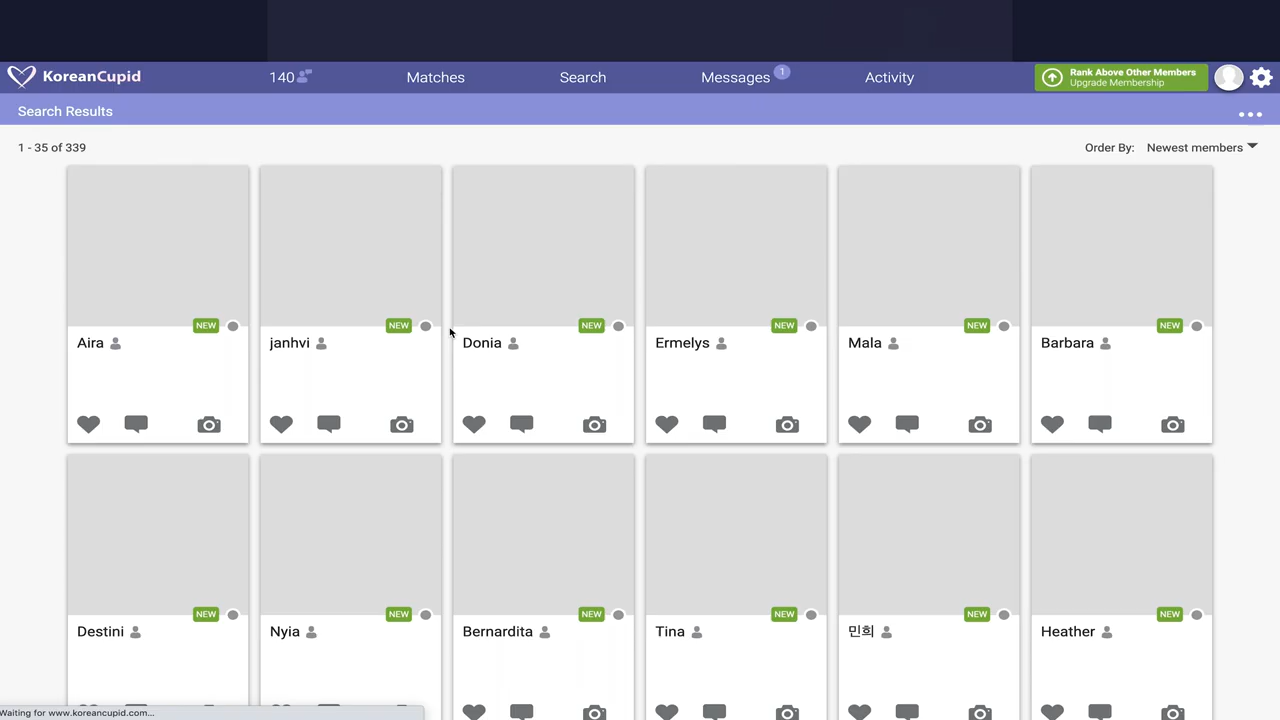 KoreanCupid
140
Matches
Search
Messages 1
Activity
Rank Above Other Members
Upgrade Membership
Search Results
1 - 35 of 339
Order By: Newest members
NEW NEW NEW NEW NEW NEW
Aira janhvi Donia Ermelys Mala Barbara
NEW NEW NEW NEW NEW NEW
Destini Nyia Bernardita Tina 민희 Heather
Waiting for www.koreancupid.com...